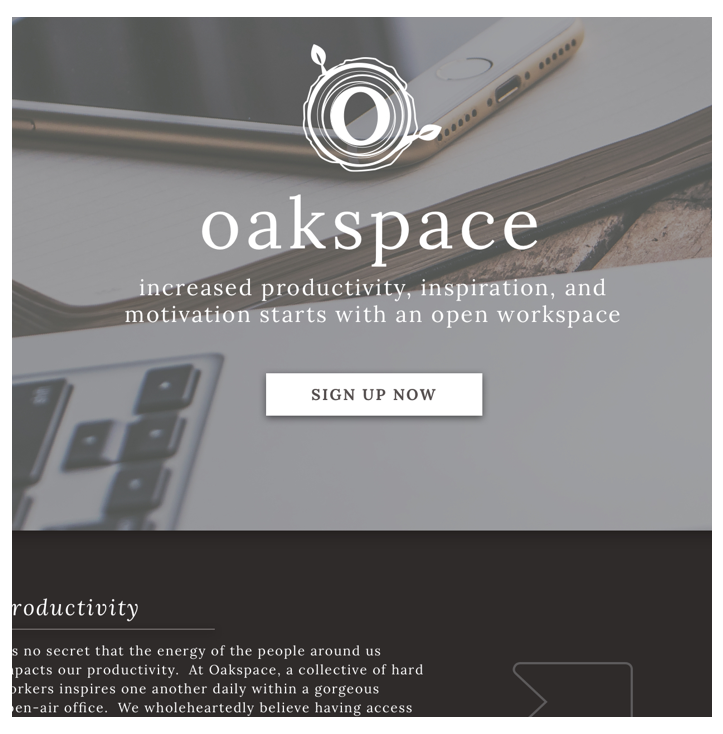 o
oakspace
increased productivity, inspiration, and
motivation starts with an open workspace
SIGN UP NOW
roductivity
s no secret that the energy of the people around us
pacts our productivity.  At Oakspace, a collective of hard
orkers inspires one another daily within a gorgeous
en-air office.  We wholeheartedly believe having access